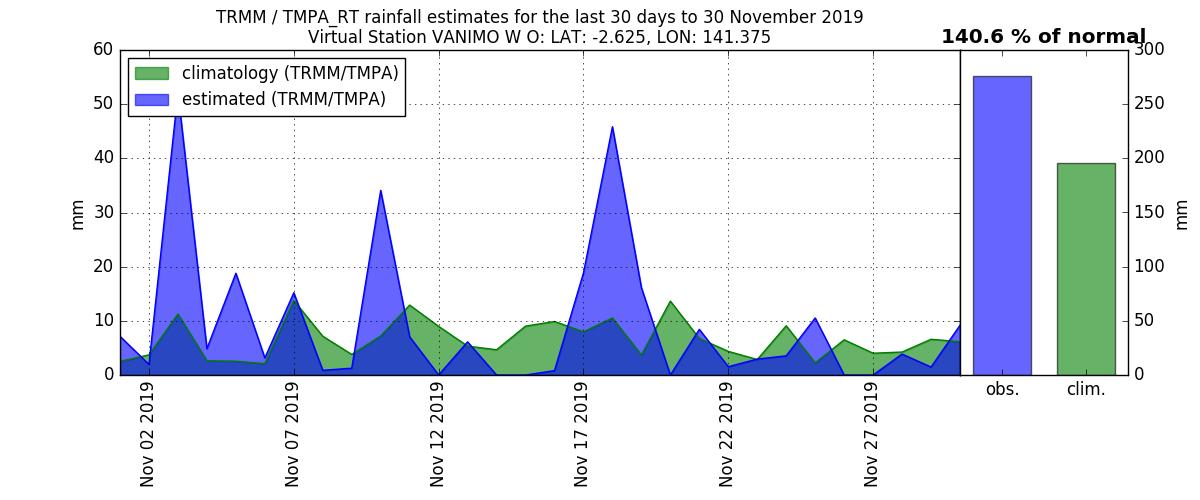 TRMM / TMPA_RT rainfall estimates for the last 30 days to 30 November 2019
Virtual Station VANIMO W O: LAT: -2.625, LON: 141.375
140.6 % of normal
climatology (TRMM/TMPA)
estimated (TRMM/TMPA)
60
50
40
30
20
10
0
mm
Nov 02 2019
Nov 07 2019
Nov 12 2019
Nov 17 2019
Nov 22 2019
Nov 27 2019
obs.
clim.
300
250
200
150
100
50
0
mm